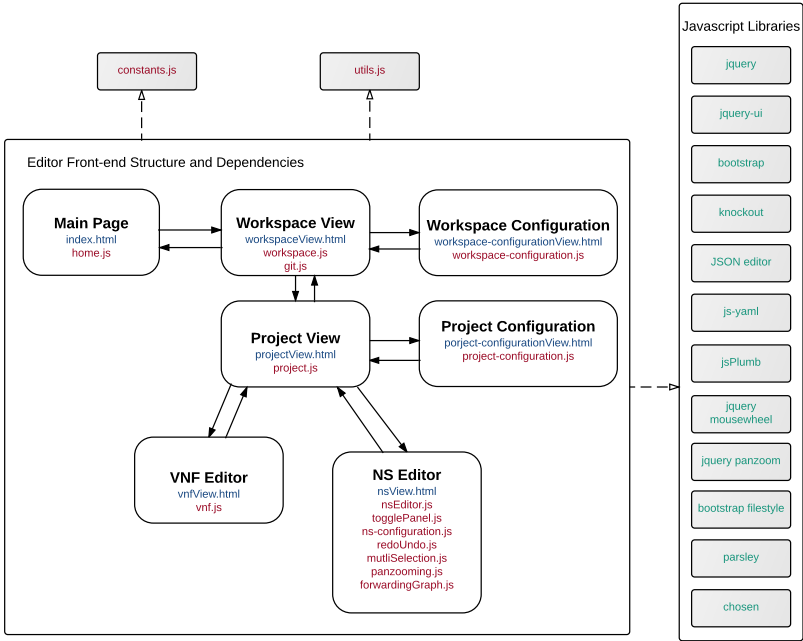 constants.js
utils.js
Editor Front-end Structure and Dependencies
Main Page
index.html
home.js
Workspace View
workspaceView.html
workspace.js
git.js
Workspace Configuration
workspace-configurationView.html
workspace-configuration.js
Project View
projectView.html
project.js
Project Configuration
porject-configurationView.html
project-configuration.js
VNF Editor
vnfView.html
vnf.js
NS Editor
nsView.html
nsEditor.js
togglePanel.js
ns-configuration.js
redoUndo.js
mutliSelection.js
panzooming.js
forwardingGraph.js
Javascript Libraries
jquery
jquery-ui
bootstrap
knockout
JSON editor
js-yaml
jsPlumb
jquery
mousewheel
jquery panzoom
bootstrap filestyle
parsley
chosen